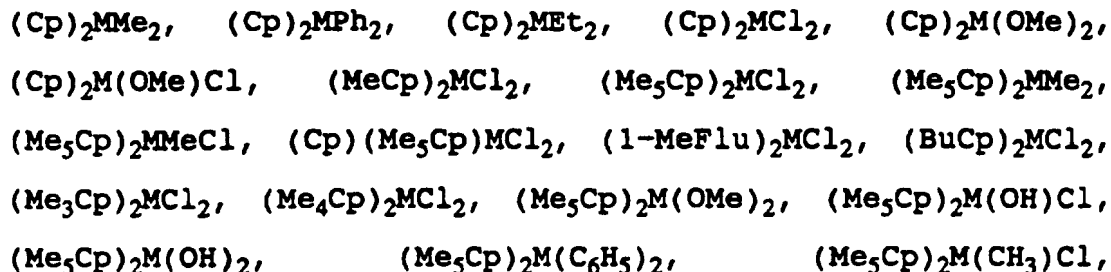 (Cp)₂MMe₂, (Cp)₂MPh₂, (Cp)₂MEt₂, (Cp)₂MCl₂, (Cp)₂M(OMe)₂,
(Cp)₂M(OMe)Cl, (MeCp)₂MCl₂, (Me₅Cp)₂MCl₂, (Me₅Cp)₂MMe₂,
(Me₅Cp)₂MMeCl, (Cp)(Me₅Cp)MCl₂, (1-MeFlu)₂MCl₂, (BuCp)₂MCl₂,
(Me₃Cp)₂MCl₂, (Me₄Cp)₂MCl₂, (Me₅Cp)₂M(OMe)₂, (Me₅Cp)₂M(OH)Cl,
(Me₅Cp)₂M(OH)₂, (Me₅Cp)₂M(C₆H₅)₂, (Me₅Cp)₂M(CH₃)Cl,